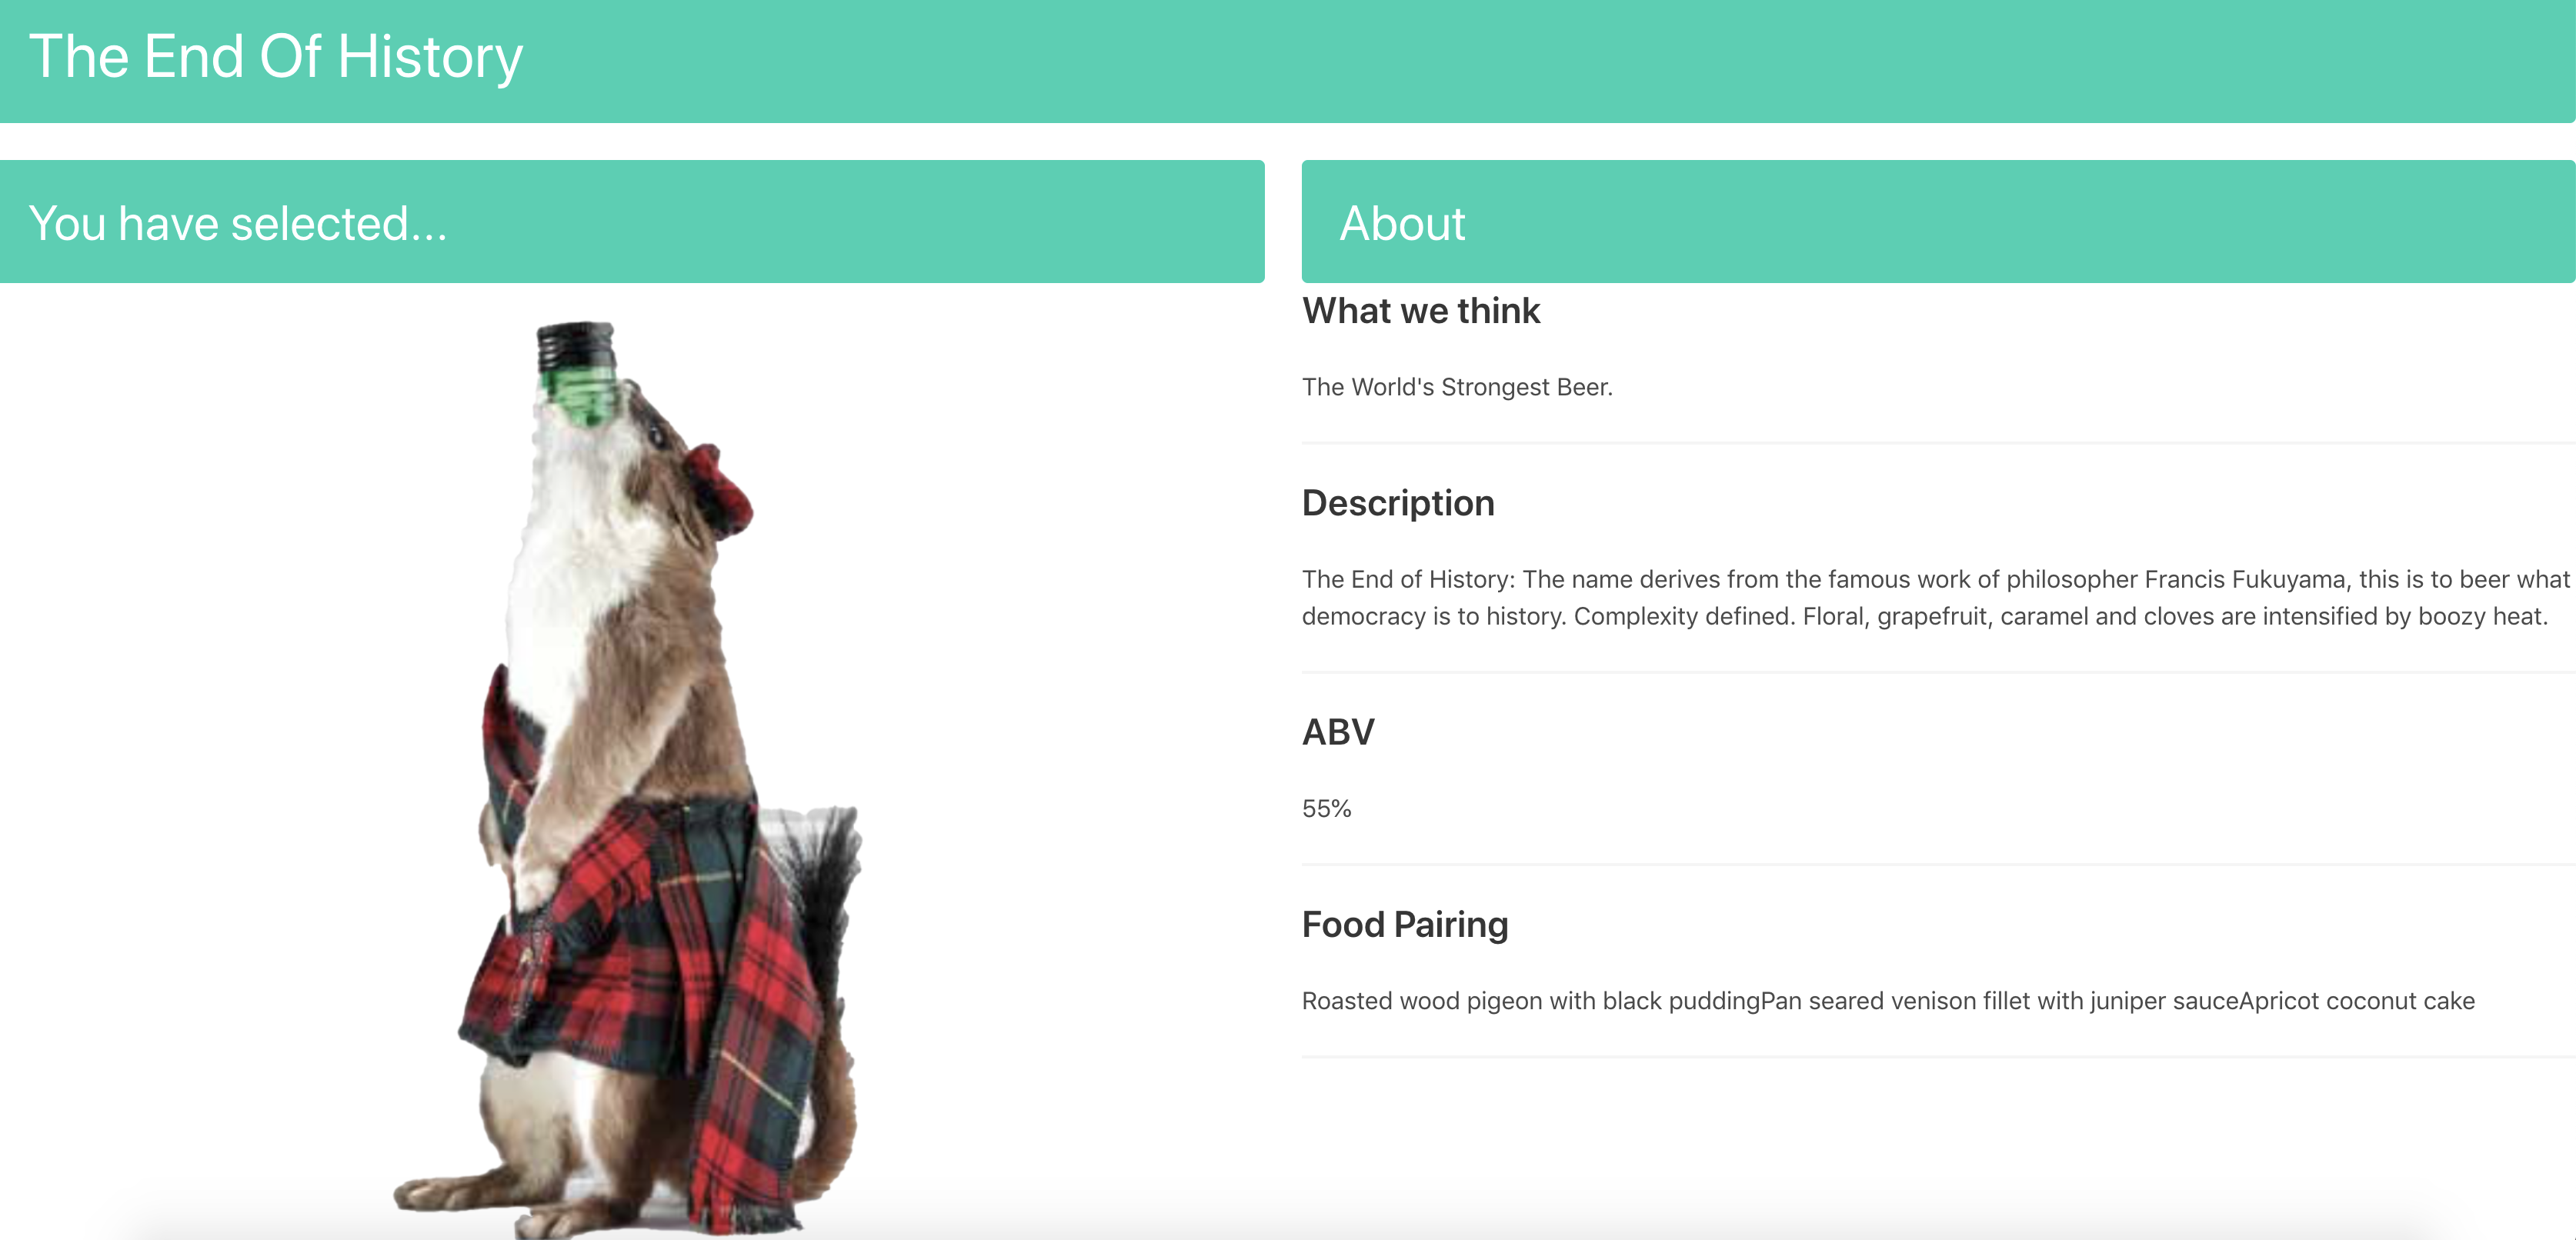 The End Of History
You have selected...
About
What we think
The World's Strongest Beer.
Description
The End of History: The name derives from the famous work of philosopher Francis Fukuyama, this is to beer what
democracy is to history. Complexity defined. Floral, grapefruit, caramel and cloves are intensified by boozy heat.
ABV
55%
Food Pairing
Roasted wood pigeon with black puddingPan seared venison fillet with juniper sauceApricot coconut cake